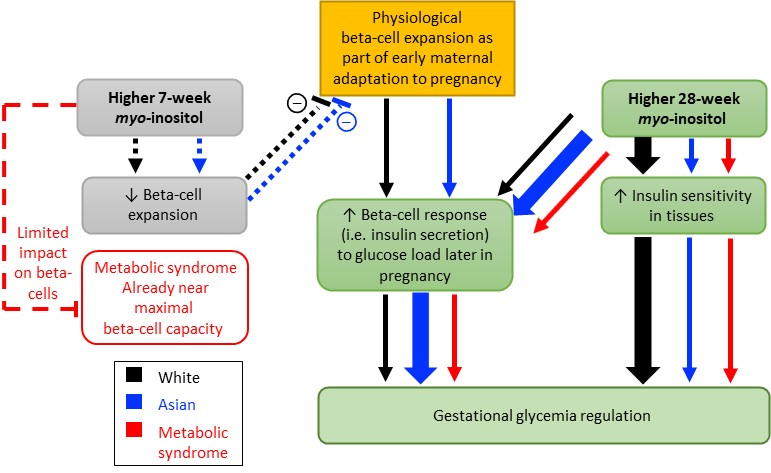 Physiological
beta-cell expansion as
part of early maternal
adaptation to pregnancy
Higher 7-week
myo-inositol
Higher 28-week
myo-inositol
−
−
↓ Beta-cell
expansion
↑ Beta-cell response
(i.e. insulin secretion)
to glucose load later in
pregnancy
↑ Insulin sensitivity
in tissues
Limited
impact
on beta-
cells
Metabolic syndrome
Already near
maximal
beta-cell capacity
White
Asian
Metabolic
syndrome
Gestational glycemia regulation